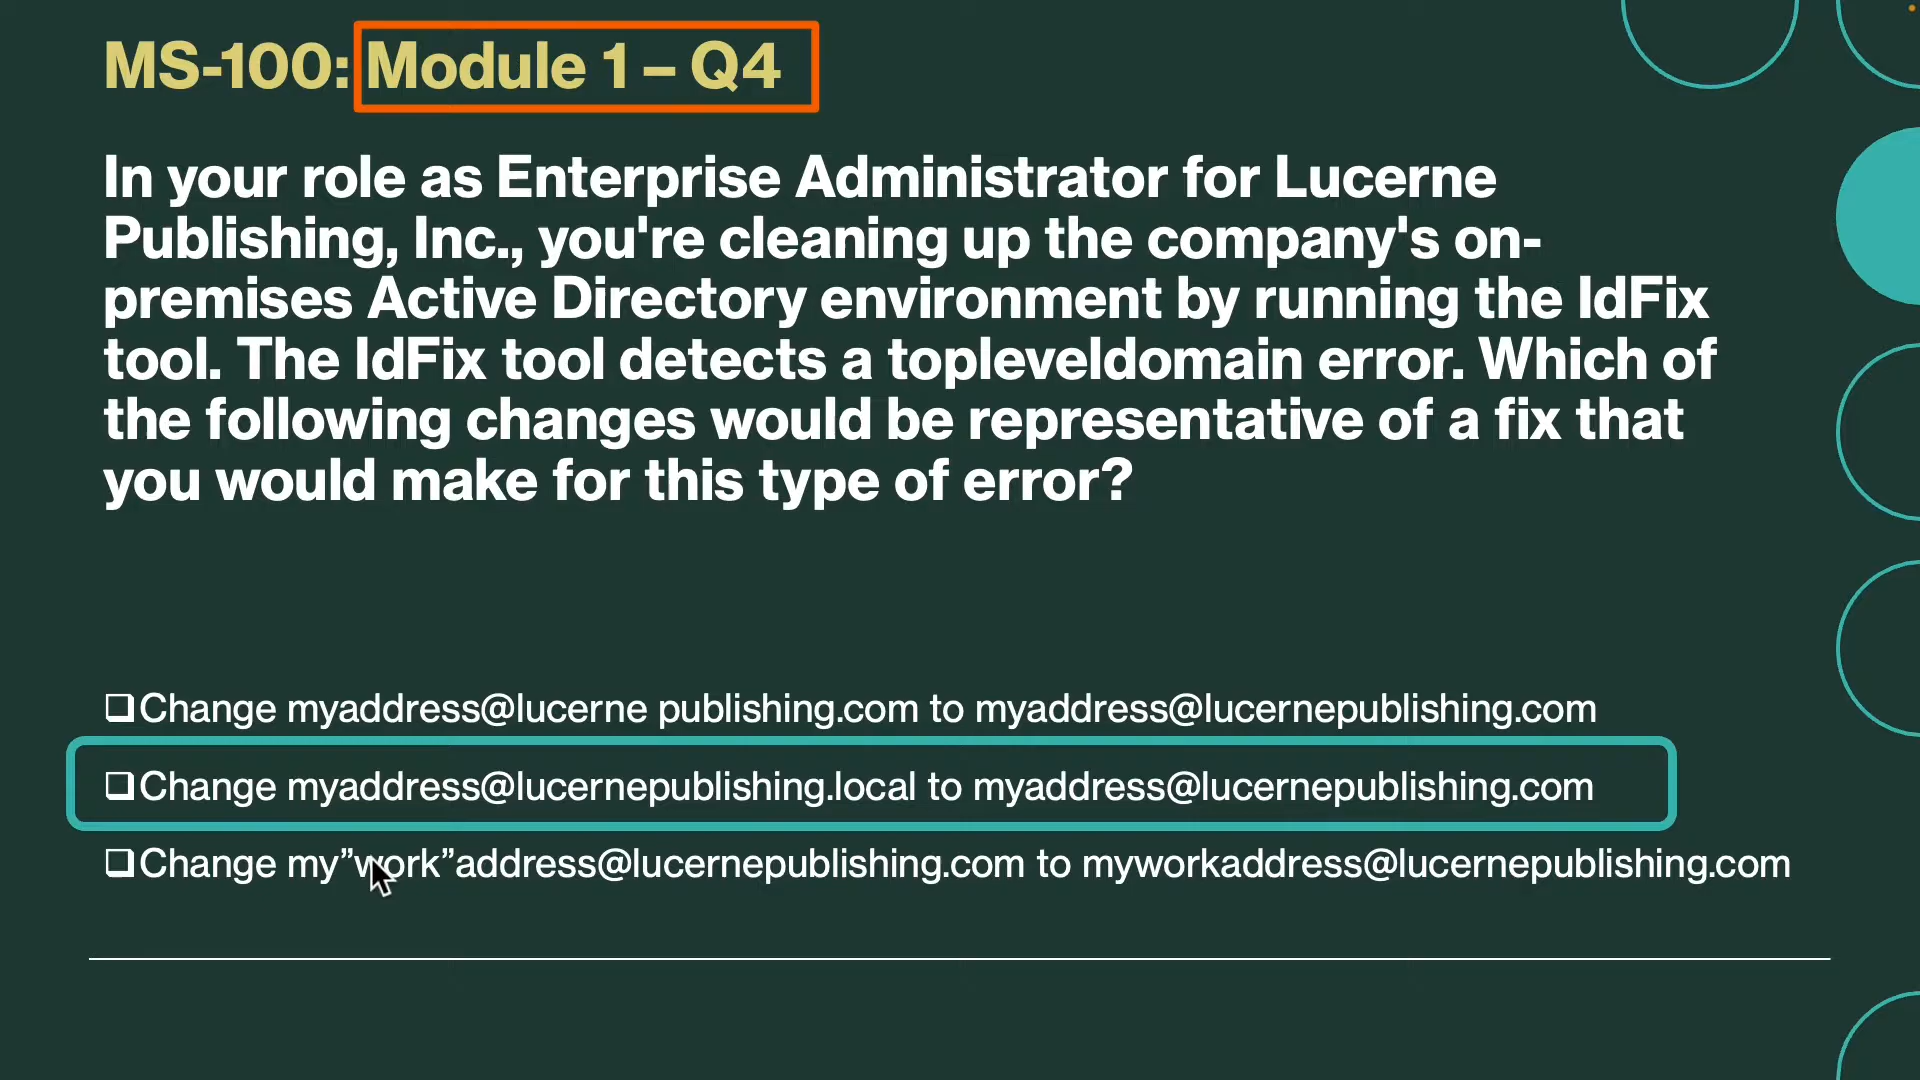 MS-100: Module 1 – Q4
In your role as Enterprise Administrator for Lucerne
Publishing, Inc., you're cleaning up the company's on-
premises Active Directory environment by running the IdFix
tool. The IdFix tool detects a topleveldomain error. Which of
the following changes would be representative of a fix that
you would make for this type of error?
❑Change myaddress@lucerne publishing.com to myaddress@lucernepublishing.com
❑Change myaddress@lucernepublishing.local to myaddress@lucernepublishing.com
❑Change my”work”address@lucernepublishing.com to myworkaddress@lucernepublishing.com